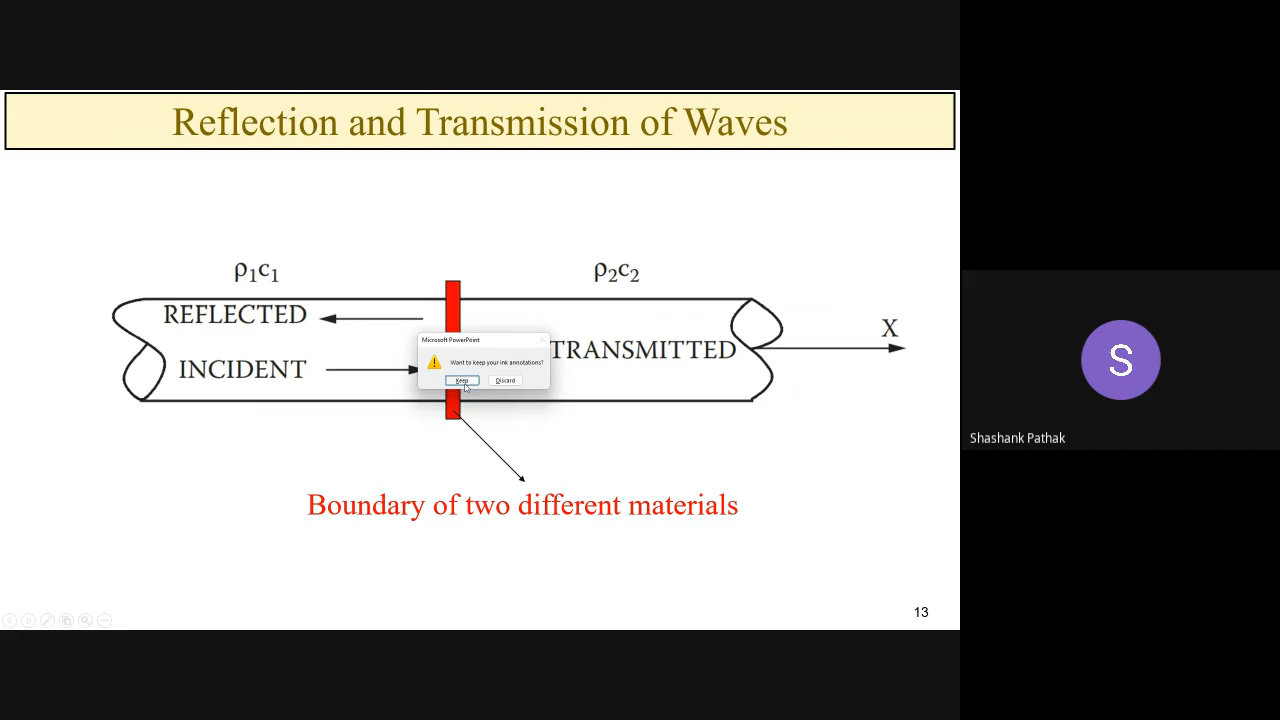 Reflection and Transmission of Waves
ρ₁c₁
ρ₂c₂
REFLECTED
INCIDENT
TRANSMITTED
X
Microsoft PowerPoint
Want to keep your ink annotations?
Keep
Discard
Boundary of two different materials
13
S
Shashank Pathak